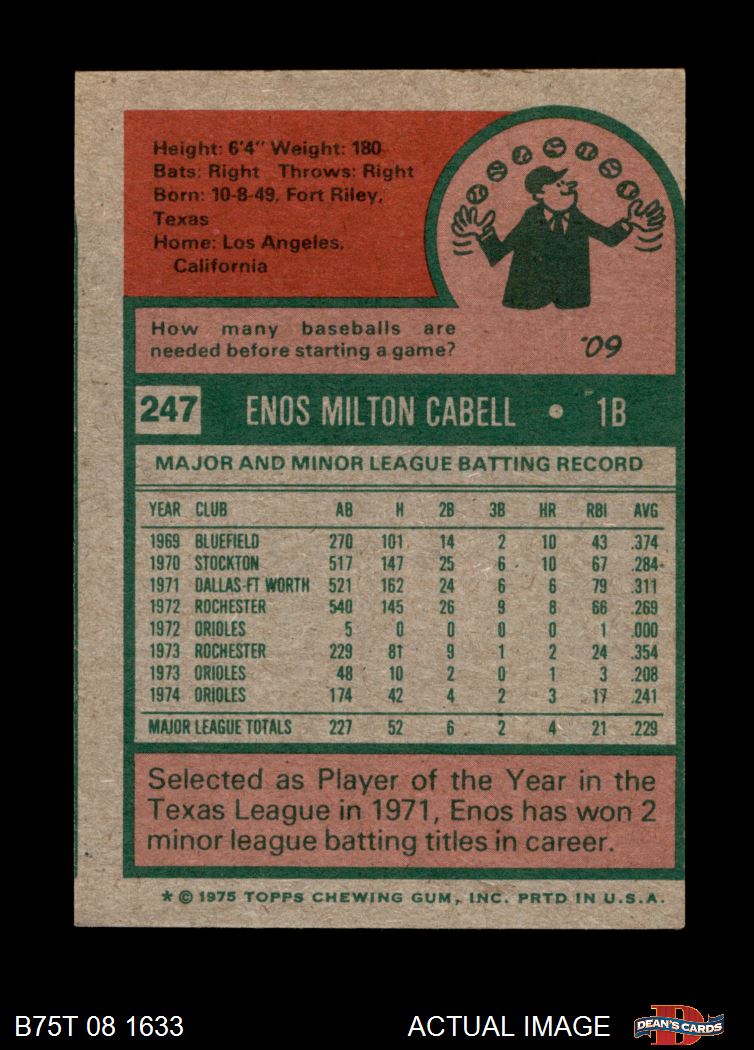 Height: 6'4" Weight: 180
Bats: Right Throws: Right
Born: 10-8-49, Fort Riley,
Texas
Home: Los Angeles,
California
How many baseballs are
needed before starting a game?
'09
247 ENOS MILTON CABELL • 1B
MAJOR AND MINOR LEAGUE BATTING RECORD
YEAR CLUB AB H 2B 3B HR RBI AVG
1969 BLUEFIELD 270 101 14 2 10 43 .374
1970 STOCKTON 517 147 25 6 10 67 .284
1971 DALLAS-FT WORTH 521 162 24 6 6 79 .311
1972 ROCHESTER 540 145 26 9 8 66 .269
1972 ORIOLES 5 0 0 0 0 1 .000
1973 ROCHESTER 229 81 9 1 2 24 .354
1973 ORIOLES 48 10 2 0 1 3 .208
1974 ORIOLES 174 42 4 2 3 17 .241
MAJOR LEAGUE TOTALS 227 52 6 2 4 21 .229
Selected as Player of the Year in the
Texas League in 1971, Enos has won 2
minor league batting titles in career.
* © 1975 TOPPS CHEWING GUM, INC. PRTD IN U.S.A.
B75T 08 1633 ACTUAL IMAGE DEAN'S CARDS